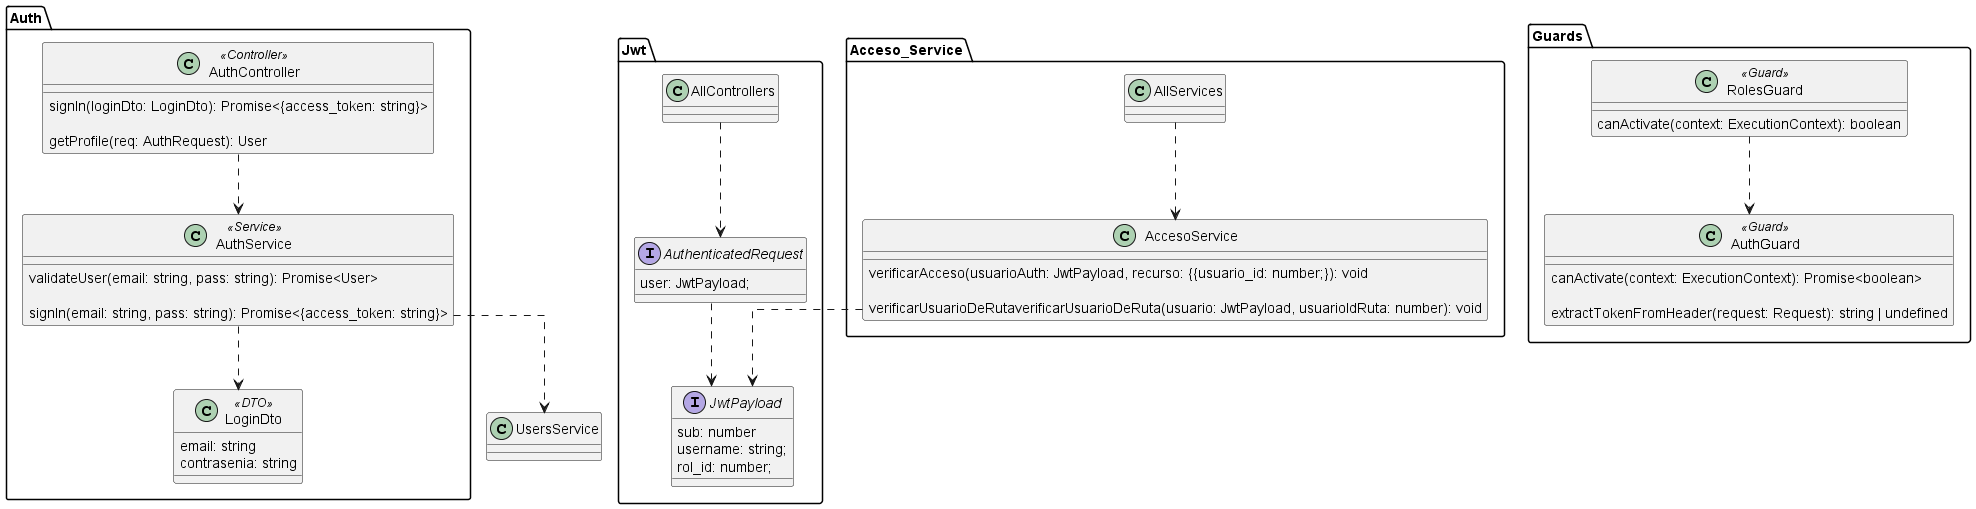 Auth
«Controller»
C
AuthController
signIn(loginDto: LoginDto): Promise<{access_token: string}>
getProfile(req: AuthRequest): User
«Service»
C
AuthService
validateUser(email: string, pass: string): Promise<User>
signIn(email: string, pass: string): Promise<{access_token: string}>
«DTO»
C
LoginDto
email: string
contrasenia: string
C
UsersService
Jwt
C
AllControllers
I
AuthenticatedRequest
user: JwtPayload;
I
JwtPayload
sub: number
username: string;
rol_id: number;
Acceso_Service
C
AllServices
C
AccesoService
verificarAcceso(usuarioAuth: JwtPayload, recurso: {{usuario_id: number;}): void
verificarUsuarioDeRutaverificarUsuarioDeRuta(usuario: JwtPayload, usuarioIdRuta: number): void
Guards
«Guard»
C
RolesGuard
canActivate(context: ExecutionContext): boolean
«Guard»
C
AuthGuard
canActivate(context: ExecutionContext): Promise<boolean>
extractTokenFromHeader(request: Request): string | undefined